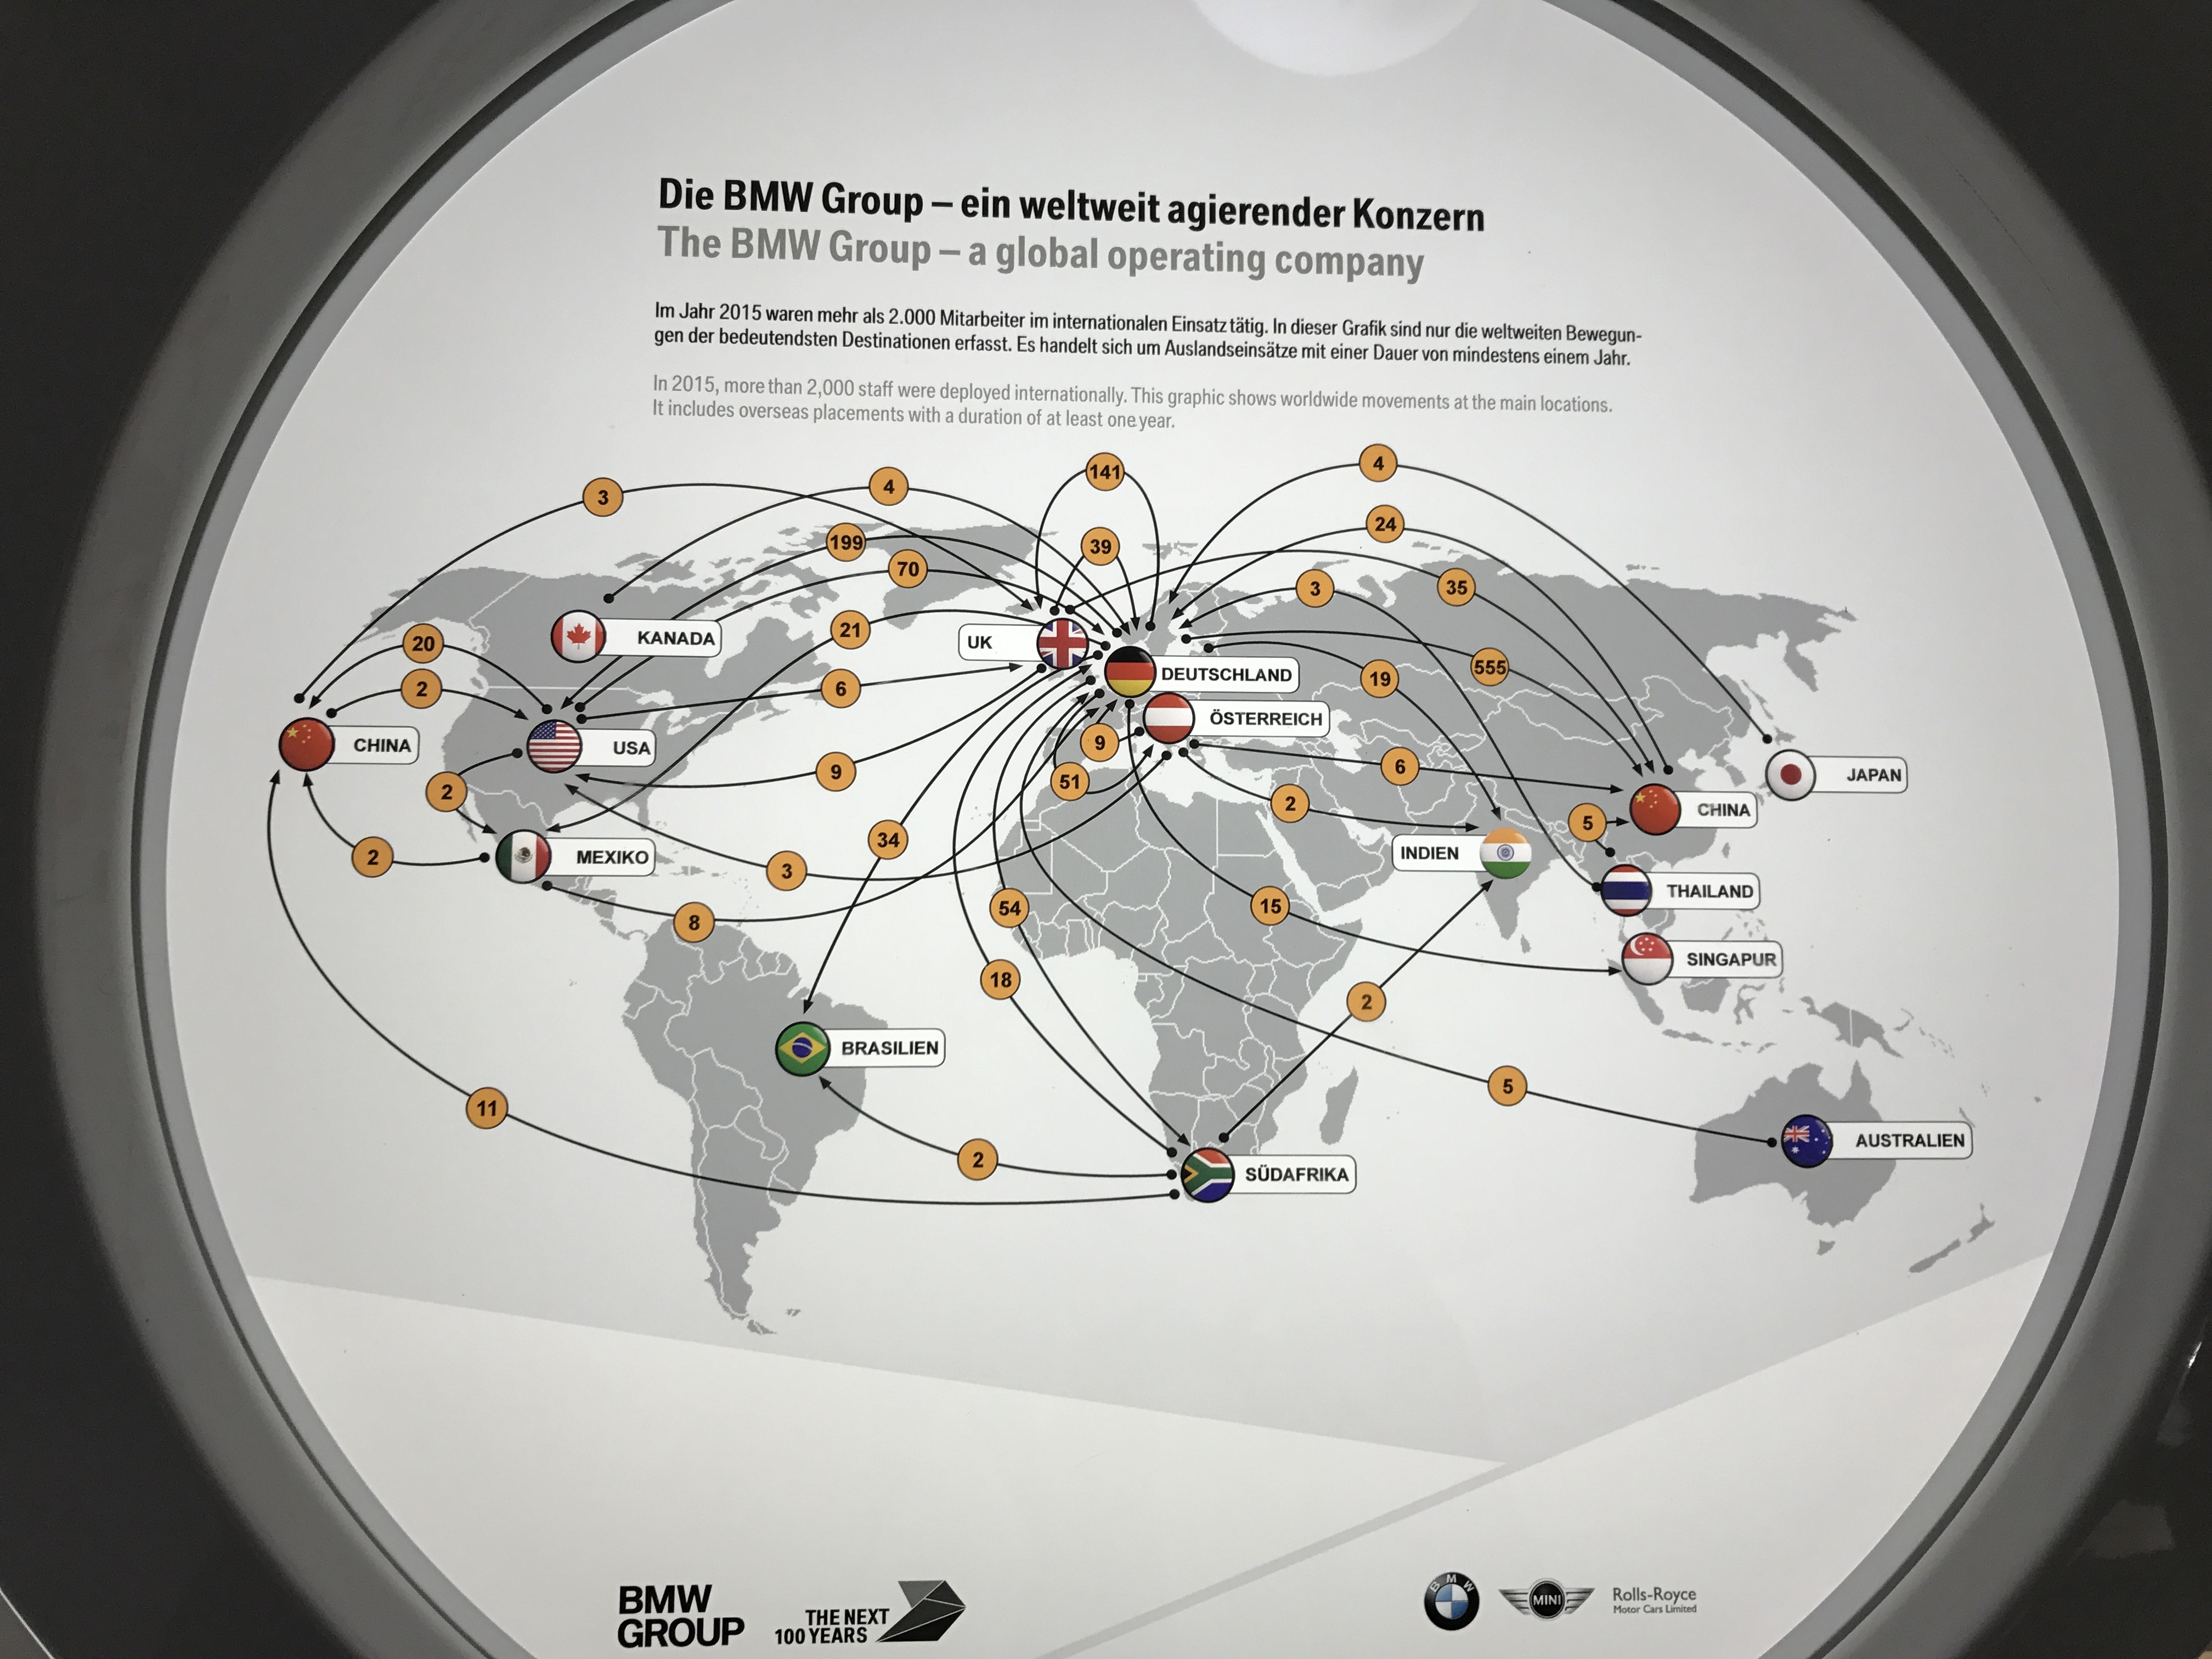 Die BMW Group – ein weltweit agierender Konzern
The BMW Group – a global operating company
Im Jahr 2015 waren mehr als 2.000 Mitarbeiter im internationalen Einsatz tätig. In dieser Grafik sind nur die weltweiten Bewegun-
gen der bedeutendsten Destinationen erfasst. Es handelt sich um Auslandseinsätze mit einer Dauer von mindestens einem Jahr.
In 2015, more than 2,000 staff were deployed internationally. This graphic shows worldwide movements at the main locations.
It includes overseas placements with a duration of at least one year.
4
141
4
3
24
199
39
70
3
35
21
KANADA
UK
20
555
DEUTSCHLAND
19
6
2
ÖSTERREICH
CHINA
USA
9
6
9
51
JAPAN
2
2
CHINA
5
34
INDIEN
2
MEXIKO
3
THAILAND
54
15
8
SINGAPUR
18
2
BRASILIEN
5
11
AUSTRALIEN
2
SÜDAFRIKA
BMW
GROUP
THE NEXT
100 YEARS
BMW
MINI
Rolls-Royce
Motor Cars Limited